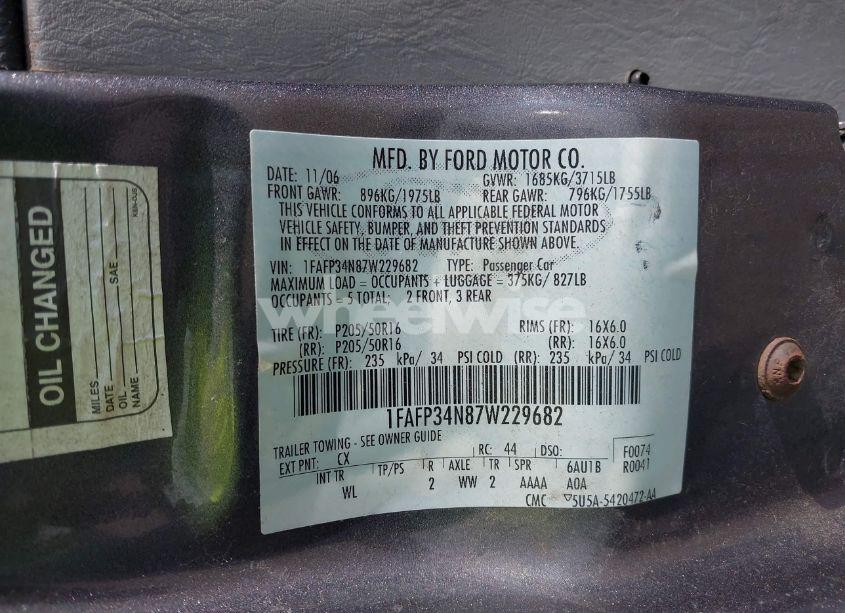 MFD. BY FORD MOTOR CO.
DATE: 11/06 GVWR: 1685KG/3715LB
FRONT GAWR: 896KG/1975LB REAR GAWR: 796KG/1755LB
THIS VEHICLE CONFORMS TO ALL APPLICABLE FEDERAL MOTOR
VEHICLE SAFETY, BUMPER, AND THEFT PREVENTION STANDARDS
IN EFFECT ON THE DATE OF MANUFACTURE SHOWN ABOVE.
VIN: 1FAFP34N87W229682 TYPE: Passenger Car
MAXIMUM LOAD = OCCUPANTS + LUGGAGE = 375KG/ 827LB
OCCUPANTS = 5 TOTAL; 2 FRONT, 3 REAR
wheelwise
TIRE (FR): P205/50R16 RIMS (FR): 16X6.0
(RR): P205/50R16 (RR): 16X6.0
PRESSURE (FR): 235 kPa/ 34 PSI COLD (RR): 235 kPa/ 34 PSI COLD
1FAFP34N87W229682
TRAILER TOWING - SEE OWNER GUIDE
EXT PNT: CX RC: 44 DSO: F0074
INT TR TP/PS R AXLE TR SPR 6AU1B R0041
WL 2 WW 2 AAAA A0A
CMC ▽5U5A-5420472-AA
OIL CHANGED
MILES
DATE SAE
OIL
NAME